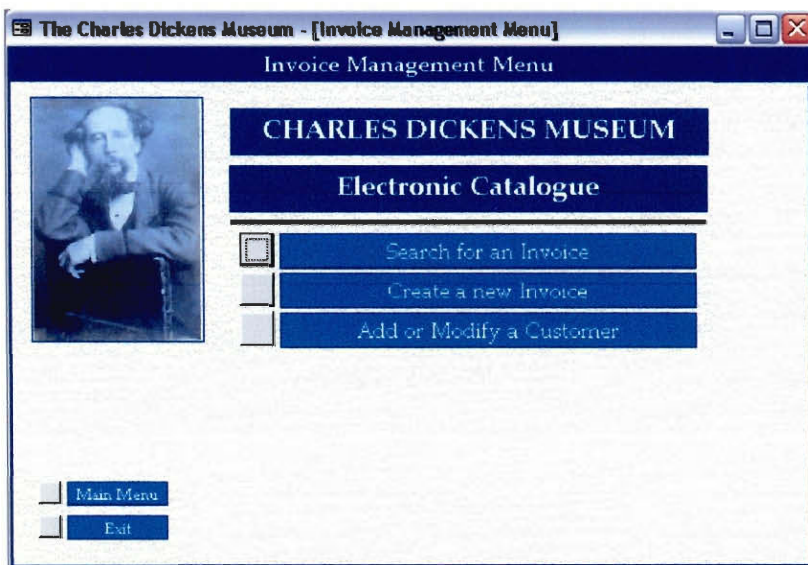 The Charles Dickens Museum - [Invoice Management Menu]
Invoice Management Menu
CHARLES DICKENS MUSEUM
Electronic Catalogue
Search for an Invoice
Create a new Invoice
Add or Modify a Customer
Main Menu
Exit